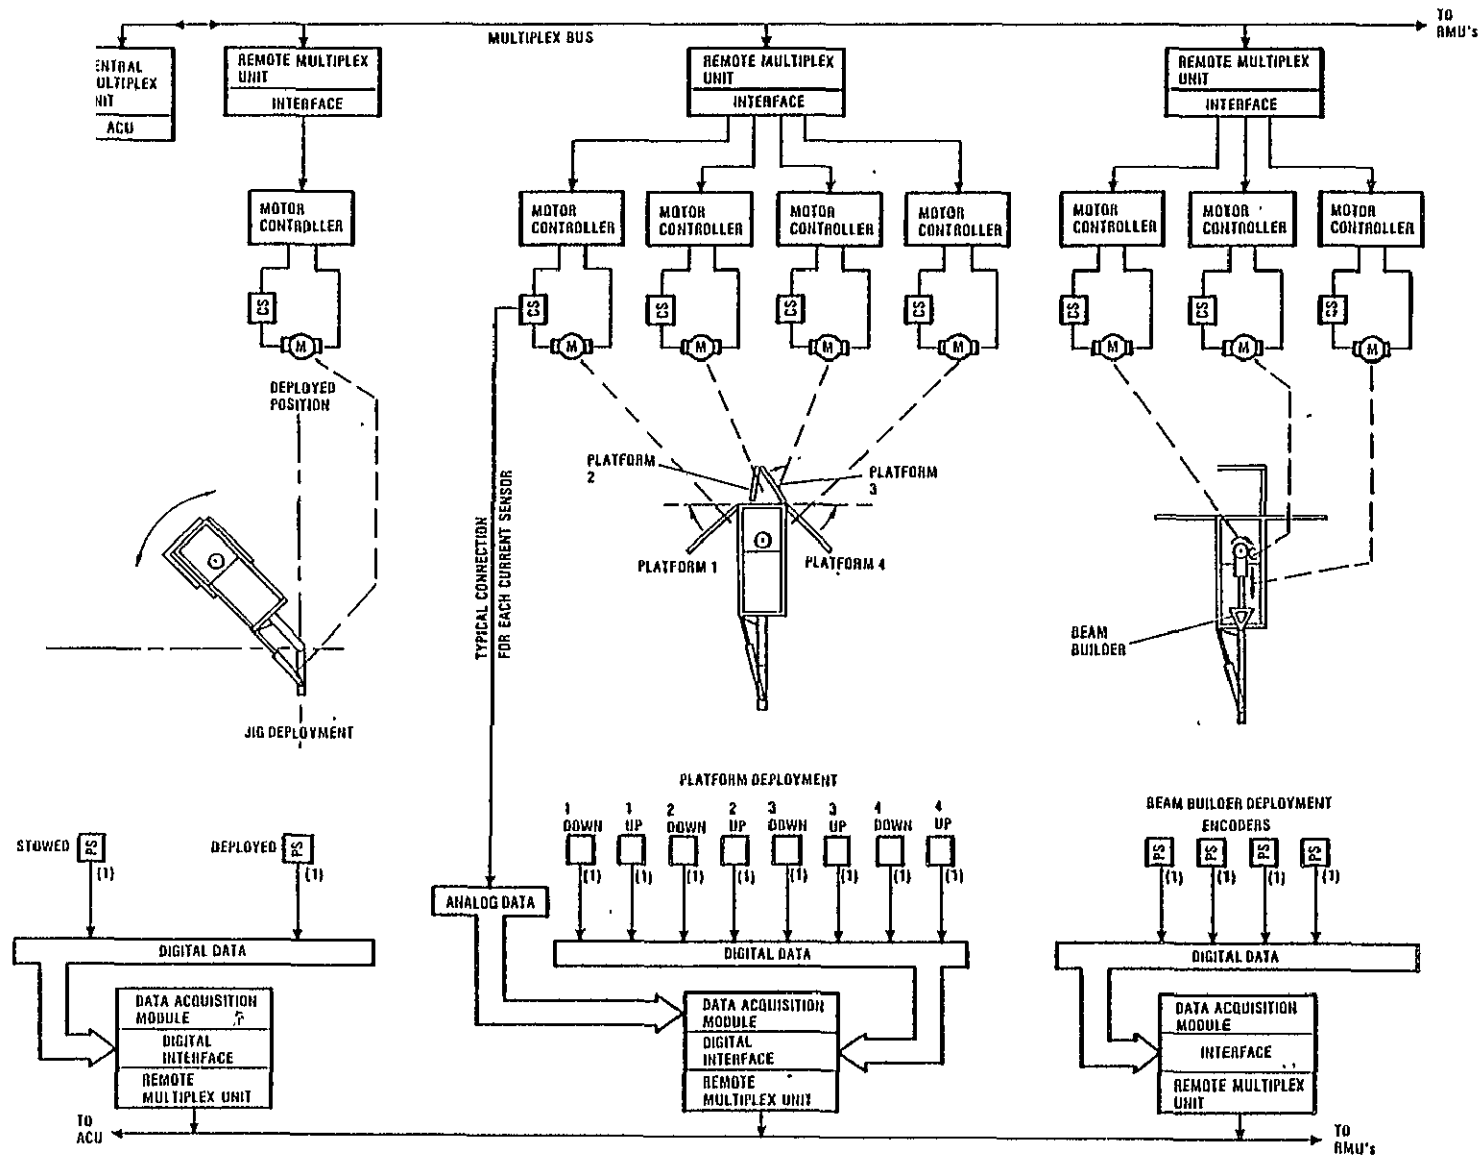 TO
RMU's
MULTIPLEX BUS
ENTRAL
ULTIPLEX
NIT
ACU
REMOTE MULTIPLEX
UNIT
INTERFACE
REMOTE MULTIPLEX
UNIT
INTERFACE
REMOTE MULTIPLEX
UNIT
INTERFACE
MOTOR
CONTROLLER
MOTOR
CONTROLLER
MOTOR
CONTROLLER
MOTOR
CONTROLLER
MOTOR
CONTROLLER
MOTOR
CONTROLLER
MOTOR
CONTROLLER
MOTOR
CONTROLLER
CS
CS
CS
CS
CS
CS
CS
CS
M
M
M
M
M
M
M
M
DEPLOYED
POSITION
JIG DEPLOYMENT
TYPICAL CONNECTION
FOR EACH CURRENT SENSOR
PLATFORM
2
PLATFORM
3
PLATFORM 1
PLATFORM 4
BEAM
BUILDER
PLATFORM DEPLOYMENT
1
DOWN
1
UP
2
DOWN
2
UP
3
DOWN
3
UP
4
DOWN
4
UP
BEAM BUILDER DEPLOYMENT
ENCODERS
STOWED
PS
(1)
DEPLOYED
PS
(1)
(1)
(1)
(1)
(1)
(1)
(1)
(1)
(1)
PS
PS
PS
PS
(1)
(1)
(1)
(1)
ANALOG DATA
DIGITAL DATA
DIGITAL DATA
DIGITAL DATA
DATA ACQUISITION
MODULE
DIGITAL
INTERFACE
REMOTE
MULTIPLEX UNIT
DATA ACQUISITION
MODULE
DIGITAL
INTERFACE
REMOTE
MULTIPLEX UNIT
DATA ACQUISITION
MODULE
INTERFACE
REMOTE MULTIPLEX
UNIT
TO
ACU
TO
RMU's